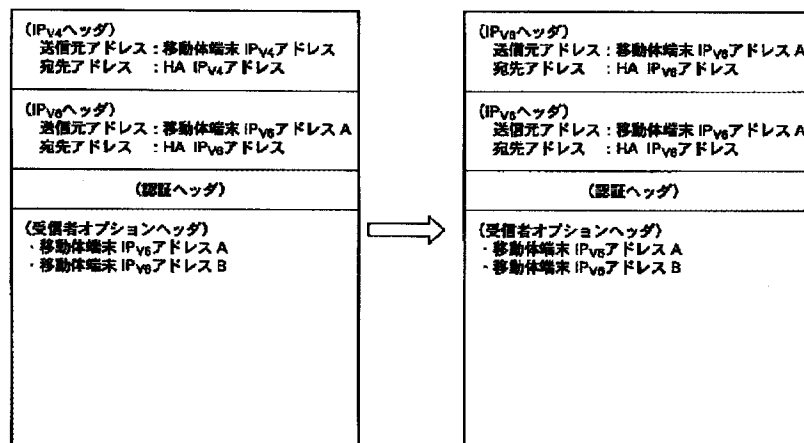 (IPV4ヘッダ)
送信元アドレス：移動体端末 IPV4アドレス
宛先アドレス ：HA IPV4アドレス
(IPV6ヘッダ)
送信元アドレス：移動体端末 IPV6アドレス A
宛先アドレス ：HA IPV6アドレス
(認証ヘッダ)
(受信者オプションヘッダ)
・移動体端末 IPV6アドレス A
・移動体端末 IPV6アドレス B
(IPV6ヘッダ)
送信元アドレス：移動体端末 IPV6アドレス A
宛先アドレス ：HA IPV6アドレス
(IPV6ヘッダ)
送信元アドレス：移動体端末 IPV6アドレス A
宛先アドレス ：HA IPV6アドレス
(認証ヘッダ)
(受信者オプションヘッダ)
・移動体端末 IPV6アドレス A
・移動体端末 IPV6アドレス B